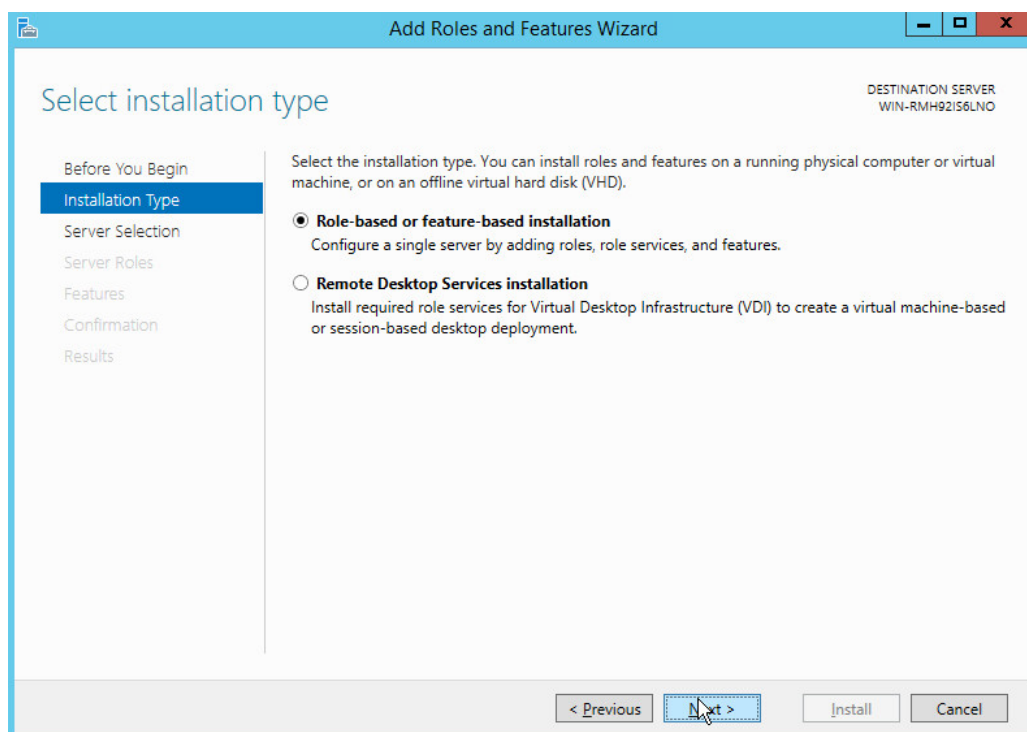 Add Roles and Features Wizard
Select installation type
DESTINATION SERVER
WIN-RMH92IS6LNO
Before You Begin
Installation Type
Server Selection
Server Roles
Features
Confirmation
Results
Select the installation type. You can install roles and features on a running physical computer or virtual
machine, or on an offline virtual hard disk (VHD).
Role-based or feature-based installation
Configure a single server by adding roles, role services, and features.
Remote Desktop Services installation
Install required role services for Virtual Desktop Infrastructure (VDI) to create a virtual machine-based
or session-based desktop deployment.
< Previous
Next >
Install
Cancel